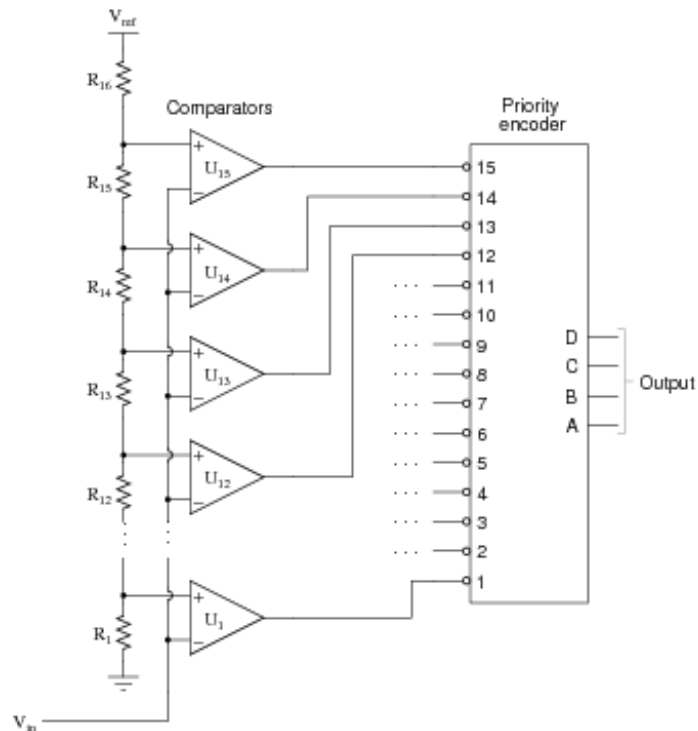 Vref
R16
Comparators
Priority
encoder
+
U15
−
15
R15
14
+
U14
−
13
R14
12
. . . 11
+
U13
−
. . . 10
. . . 9
D
R13
. . . 8
C
. . . 7
B
Output
+
U12
−
. . . 6
A
R12
. . . 5
. . . 4
. . . 3
. . . 2
1
+
U1
−
R1
Vin